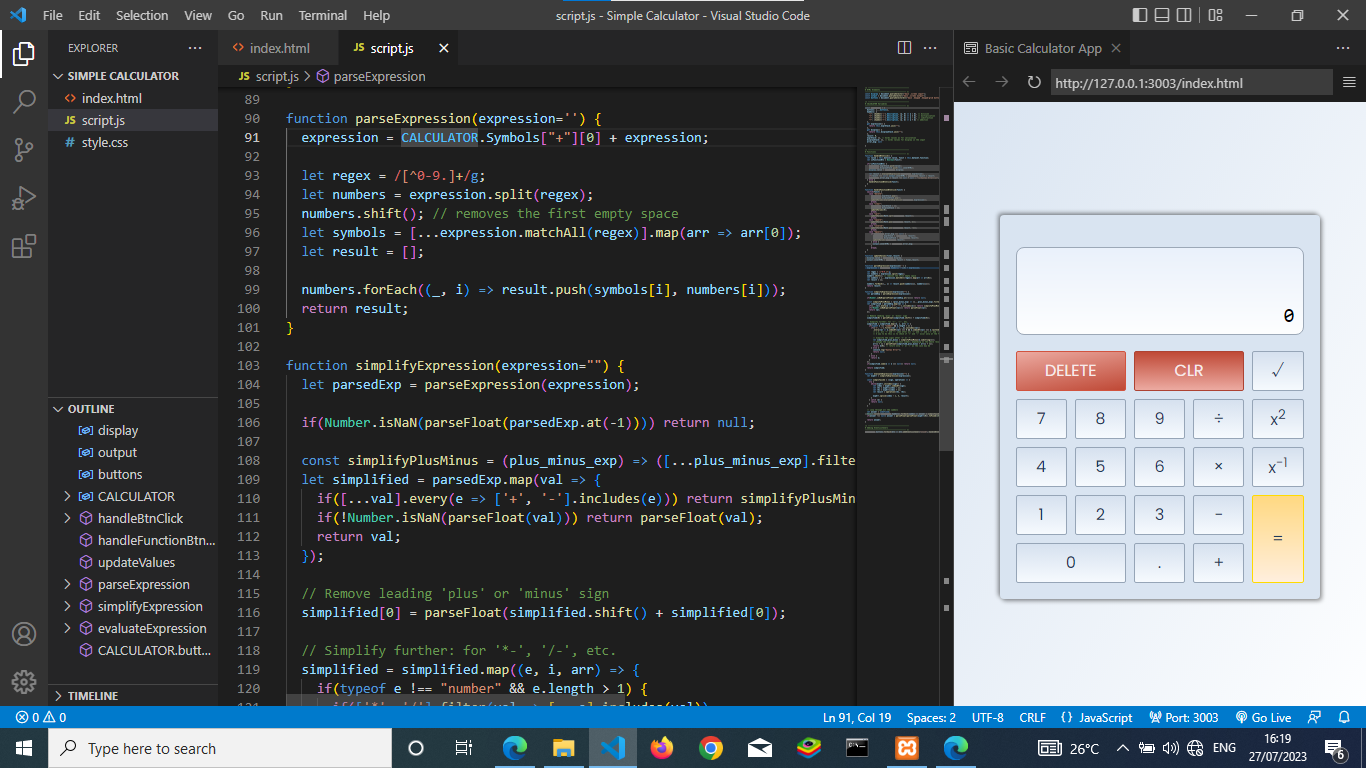 File Edit Selection View Go Run Terminal Help
script.js - Simple Calculator - Visual Studio Code
EXPLORER
SIMPLE CALCULATOR
index.html
script.js
style.css
OUTLINE
display
output
buttons
CALCULATOR
handleBtnClick
handleFunctionBtn...
updateValues
parseExpression
simplifyExpression
evaluateExpression
CALCULATOR.butt...
TIMELINE
index.html
JS script.js
JS script.js > parseExpression
89
90 function parseExpression(expression='') {
91 expression = CALCULATOR.Symbols["+"][0] + expression;
92
93 let regex = /[^0-9.]+/g;
94 let numbers = expression.split(regex);
95 numbers.shift(); // removes the first empty space
96 let symbols = [...expression.matchAll(regex)].map(arr => arr[0]);
97 let result = [];
98
99 numbers.forEach((_, i) => result.push(symbols[i], numbers[i]));
100 return result;
101 }
102
103 function simplifyExpression(expression="") {
104 let parsedExp = parseExpression(expression);
105
106 if(Number.isNaN(parseFloat(parsedExp.at(-1)))) return null;
107
108 const simplifyPlusMinus = (plus_minus_exp) => ([...plus_minus_exp].filte
109 let simplified = parsedExp.map(val => {
110 if([...val].every(e => ['+', '-'].includes(e))) return simplifyPlusMin
111 if(!Number.isNaN(parseFloat(val))) return parseFloat(val);
112 return val;
113 });
114
115 // Remove leading 'plus' or 'minus' sign
116 simplified[0] = parseFloat(simplified.shift() + simplified[0]);
117
118 // Simplify further: for '*-', '/-', etc.
119 simplified = simplified.map((e, i, arr) => {
120 if(typeof e !== "number" && e.length > 1) {
Basic Calculator App
http://127.0.0.1:3003/index.html
0
DELETE CLR √
7 8 9 ÷ x²
4 5 6 × x⁻¹
1 2 3 - =
0 . +
0 0
Ln 91, Col 19 Spaces: 2 UTF-8 CRLF {} JavaScript Port: 3003 Go Live
Type here to search
26°C
ENG
16:19
27/07/2023
6